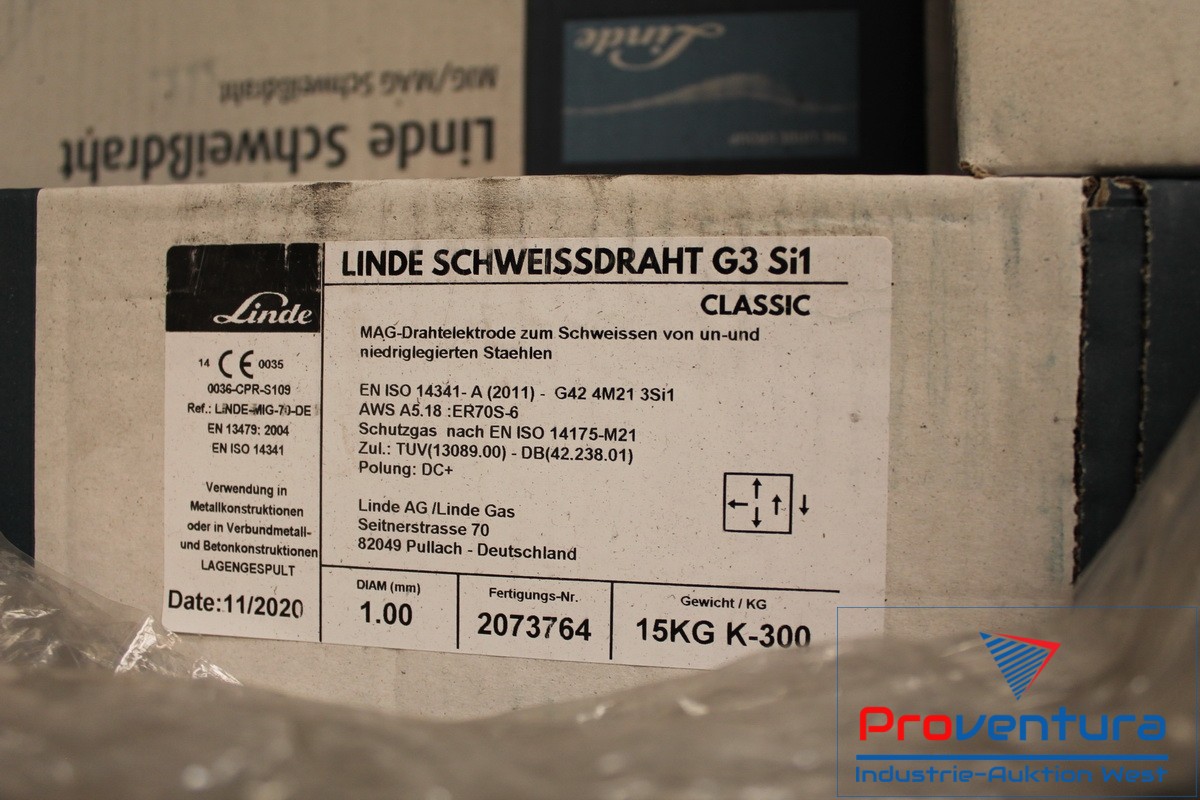 Linde
THE LINDE GROUP
MIG/MAG Schweißdraht
Linde Schweißdraht
Linde
14 CE 0035
0036-CPR-S109
Ref.: LINDE-MIG-70-DE
EN 13479: 2004
EN ISO 14341
Verwendung in
Metallkonstruktionen
oder in Verbundmetall-
und Betonkonstruktionen
LAGENGESPULT
Date:11/2020
LINDE SCHWEISSDRAHT G3 Si1
CLASSIC
MAG-Drahtelektrode zum Schweissen von un-und
niedriglegierten Staehlen
EN ISO 14341- A (2011) - G42 4M21 3Si1
AWS A5.18 :ER70S-6
Schutzgas nach EN ISO 14175-M21
Zul.: TUV(13089.00) - DB(42.238.01)
Polung: DC+
Linde AG /Linde Gas
Seitnerstrasse 70
82049 Pullach - Deutschland
DIAM (mm)
1.00
Fertigungs-Nr.
2073764
Gewicht / KG
15KG K-300
Proventura
Industrie-Auktion West